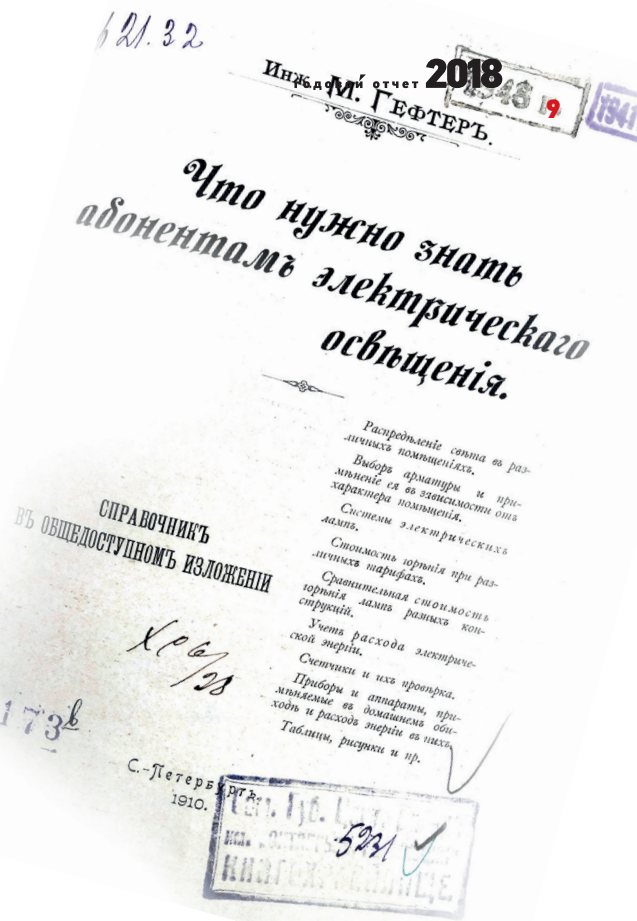 21.32
годовой отчет 2018
9
1941
Инж. М. ГЕФТЕРЪ.
Что нужно знать
абонентамъ электрическаго
освѣщенія.
Распредѣленіе свѣта въ раз-
личныхъ помѣщеніяхъ.
Выборъ арматуры и при-
мѣненіе ея въ зависимости отъ
характера помѣщенія.
Системы электрическихъ
лампъ.
Стоимость горѣнія при раз-
личныхъ тарифахъ.
Сравнительная стоимость
горѣнія лампъ разныхъ кон-
струкцій.
Учетъ расхода электриче-
ской энергіи.
Счетчики и ихъ провѣрка.
Приборы и аппараты, при-
мѣняемые въ домашнемъ оби-
ходѣ и расходъ энергіи въ нихъ.
Таблицы, рисунки и пр.
СПРАВОЧНИКЪ
ВЪ ОБЩЕДОСТУПНОМЪ ИЗЛОЖЕНІИ
173
С.-Петербургъ.
1910.
5231
КНИГОХРАНИЛИЩЕ